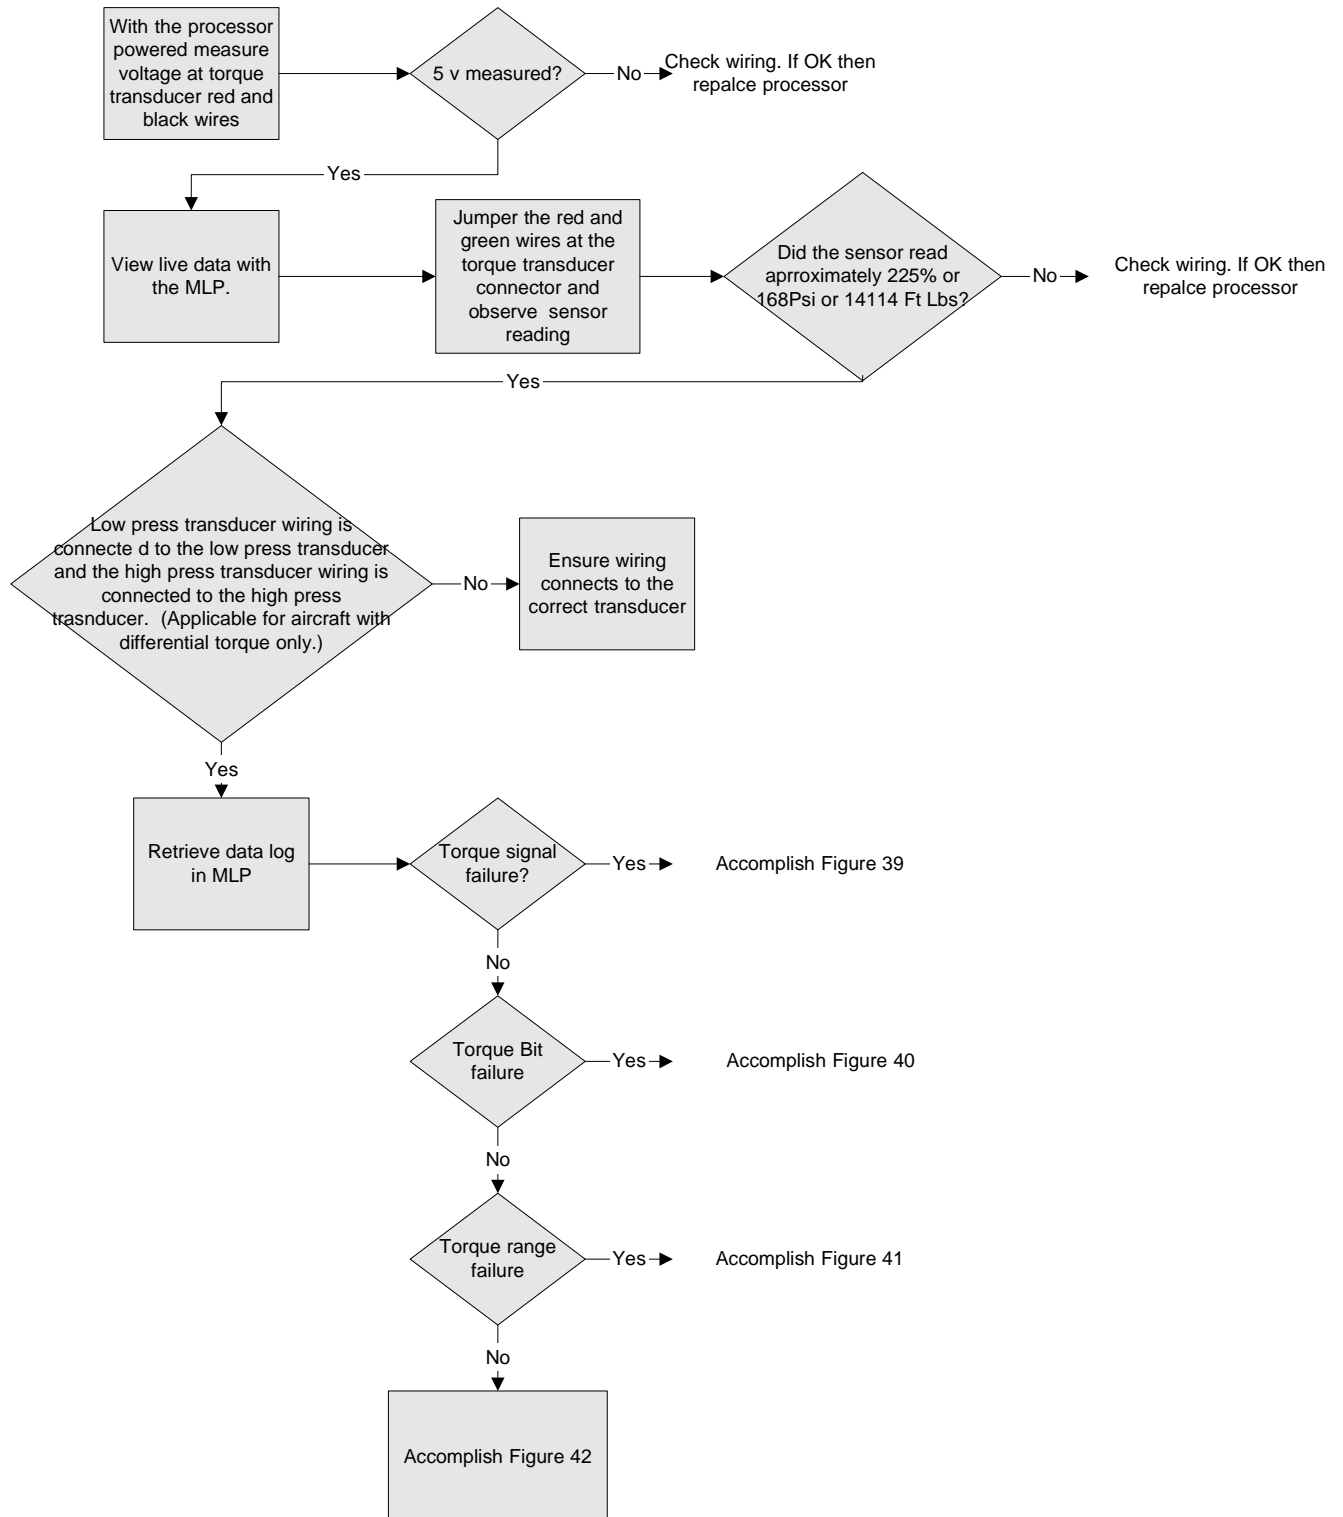 With the processor
powered measure
voltage at torque
transducer red and
black wires
5 v measured?
No
Check wiring. If OK then
repalce processor
Yes
View live data with
the MLP.
Jumper the red and
green wires at the
torque transducer
connector and
observe  sensor
reading
Did the sensor read
aprroximately 225% or
168Psi or 14114 Ft Lbs?
No
Check wiring. If OK then
repalce processor
Yes
Low press transducer wiring is
connecte d to the low press transducer
and the high press transducer wiring is
connected to the high press
trasnducer.  (Applicable for aircraft with
differential torque only.)
No
Ensure wiring
connects to the
correct transducer
Yes
Retrieve data log
in MLP
Torque signal
failure?
Yes
Accomplish Figure 39
No
Torque Bit
failure
Yes
Accomplish Figure 40
No
Torque range
failure
Yes
Accomplish Figure 41
No
Accomplish Figure 42